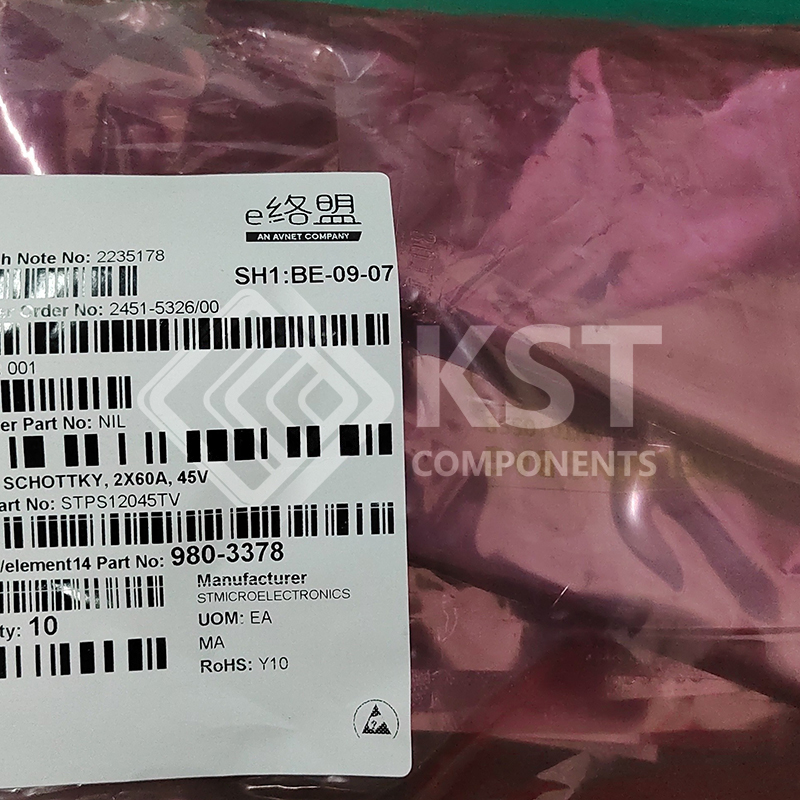 e络盟
AN AVNET COMPANY
h Note No: 2235178
SH1:BE-09-07
er Order No: 2451-5326/00
001
er Part No: NIL
SCHOTTKY, 2X60A, 45V
art No: STPS12045TV
/element14 Part No: 980-3378
Manufacturer
STMICROELECTRONICS
ty: 10
UOM: EA
MA
RoHS: Y10
KST
COMPONENTS